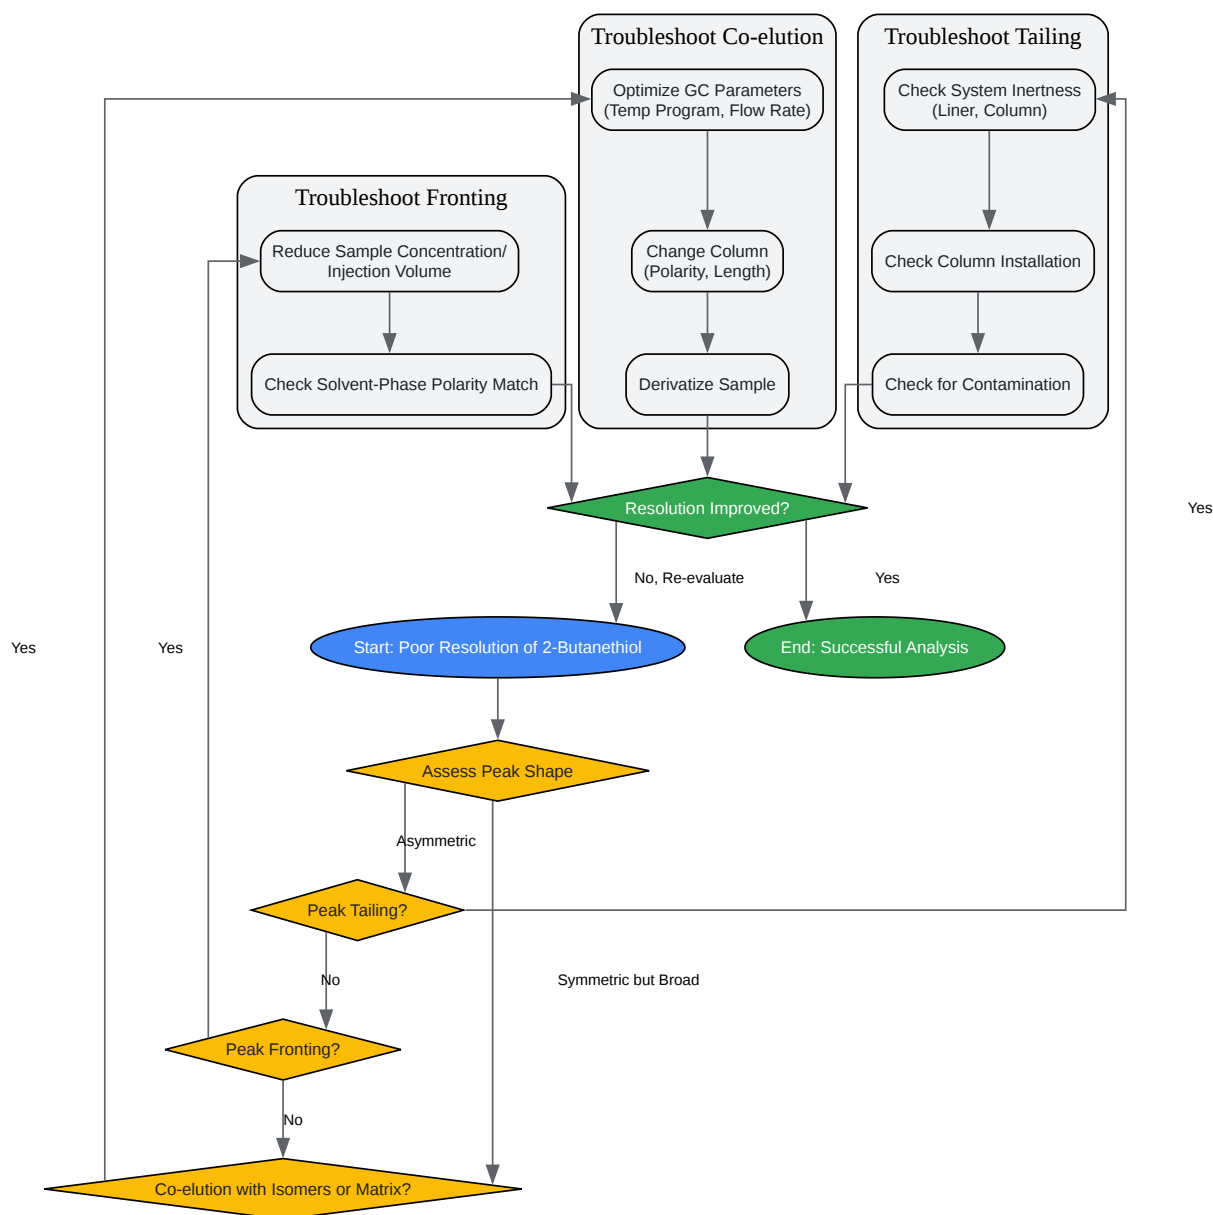 Troubleshoot Co-elution
Troubleshoot Tailing
Optimize GC Parameters
(Temp Program, Flow Rate)
Check System Inertness
(Liner, Column)
Troubleshoot Fronting
Reduce Sample Concentration/
Injection Volume
Change Column
(Polarity, Length)
Check Column Installation
Check Solvent-Phase Polarity Match
Derivatize Sample
Check for Contamination
Resolution Improved?
Yes
No, Re-evaluate
Yes
Yes
Yes
Start: Poor Resolution of 2-Butanethiol
End: Successful Analysis
Assess Peak Shape
Asymmetric
Peak Tailing?
No
Symmetric but Broad
Peak Fronting?
No
Co-elution with Isomers or Matrix?